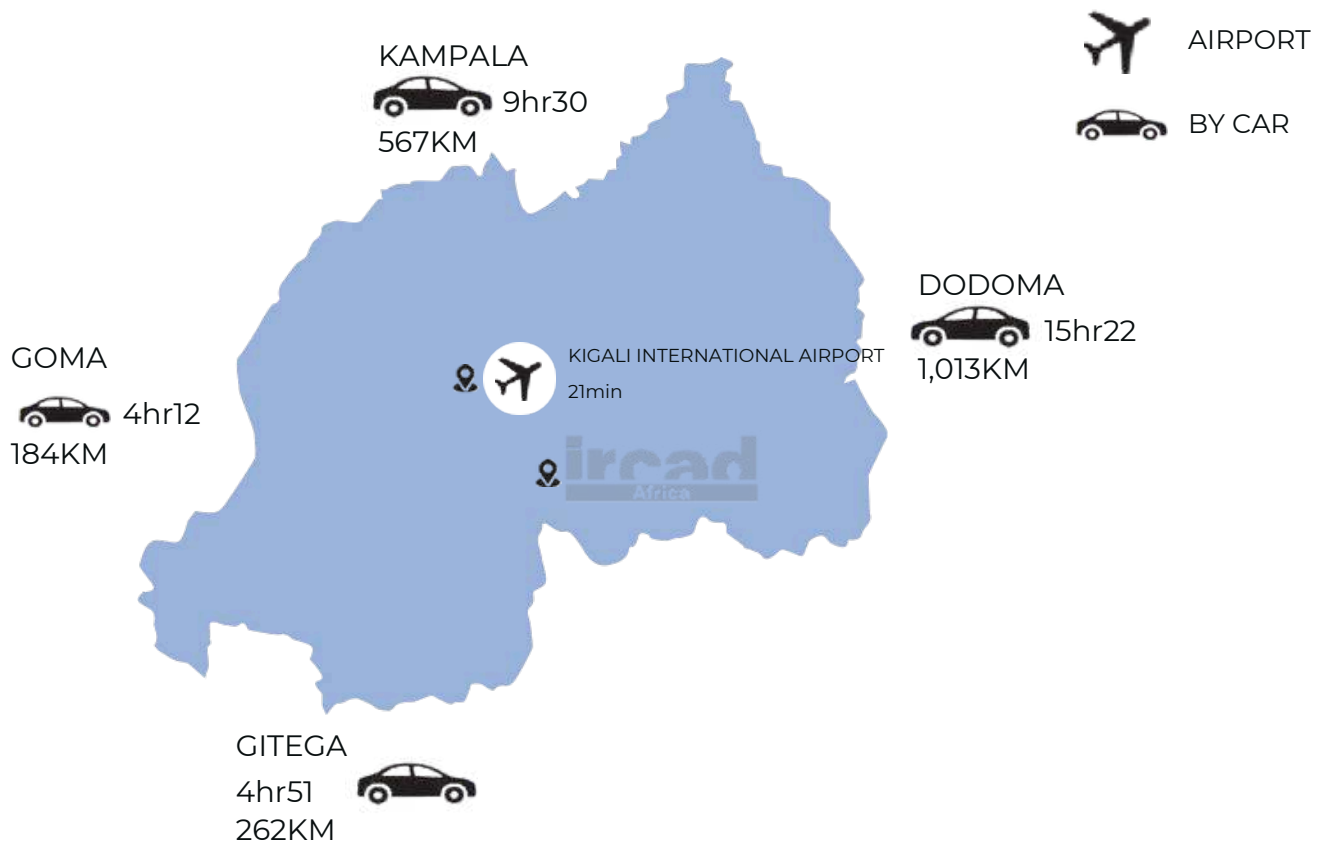 AIRPORT
BY CAR
KAMPALA
9hr30
567KM
DODOMA
15hr22
1,013KM
GOMA
4hr12
184KM
KIGALI INTERNATIONAL AIRPORT
21min
ircad
Africa
GITEGA
4hr51
262KM